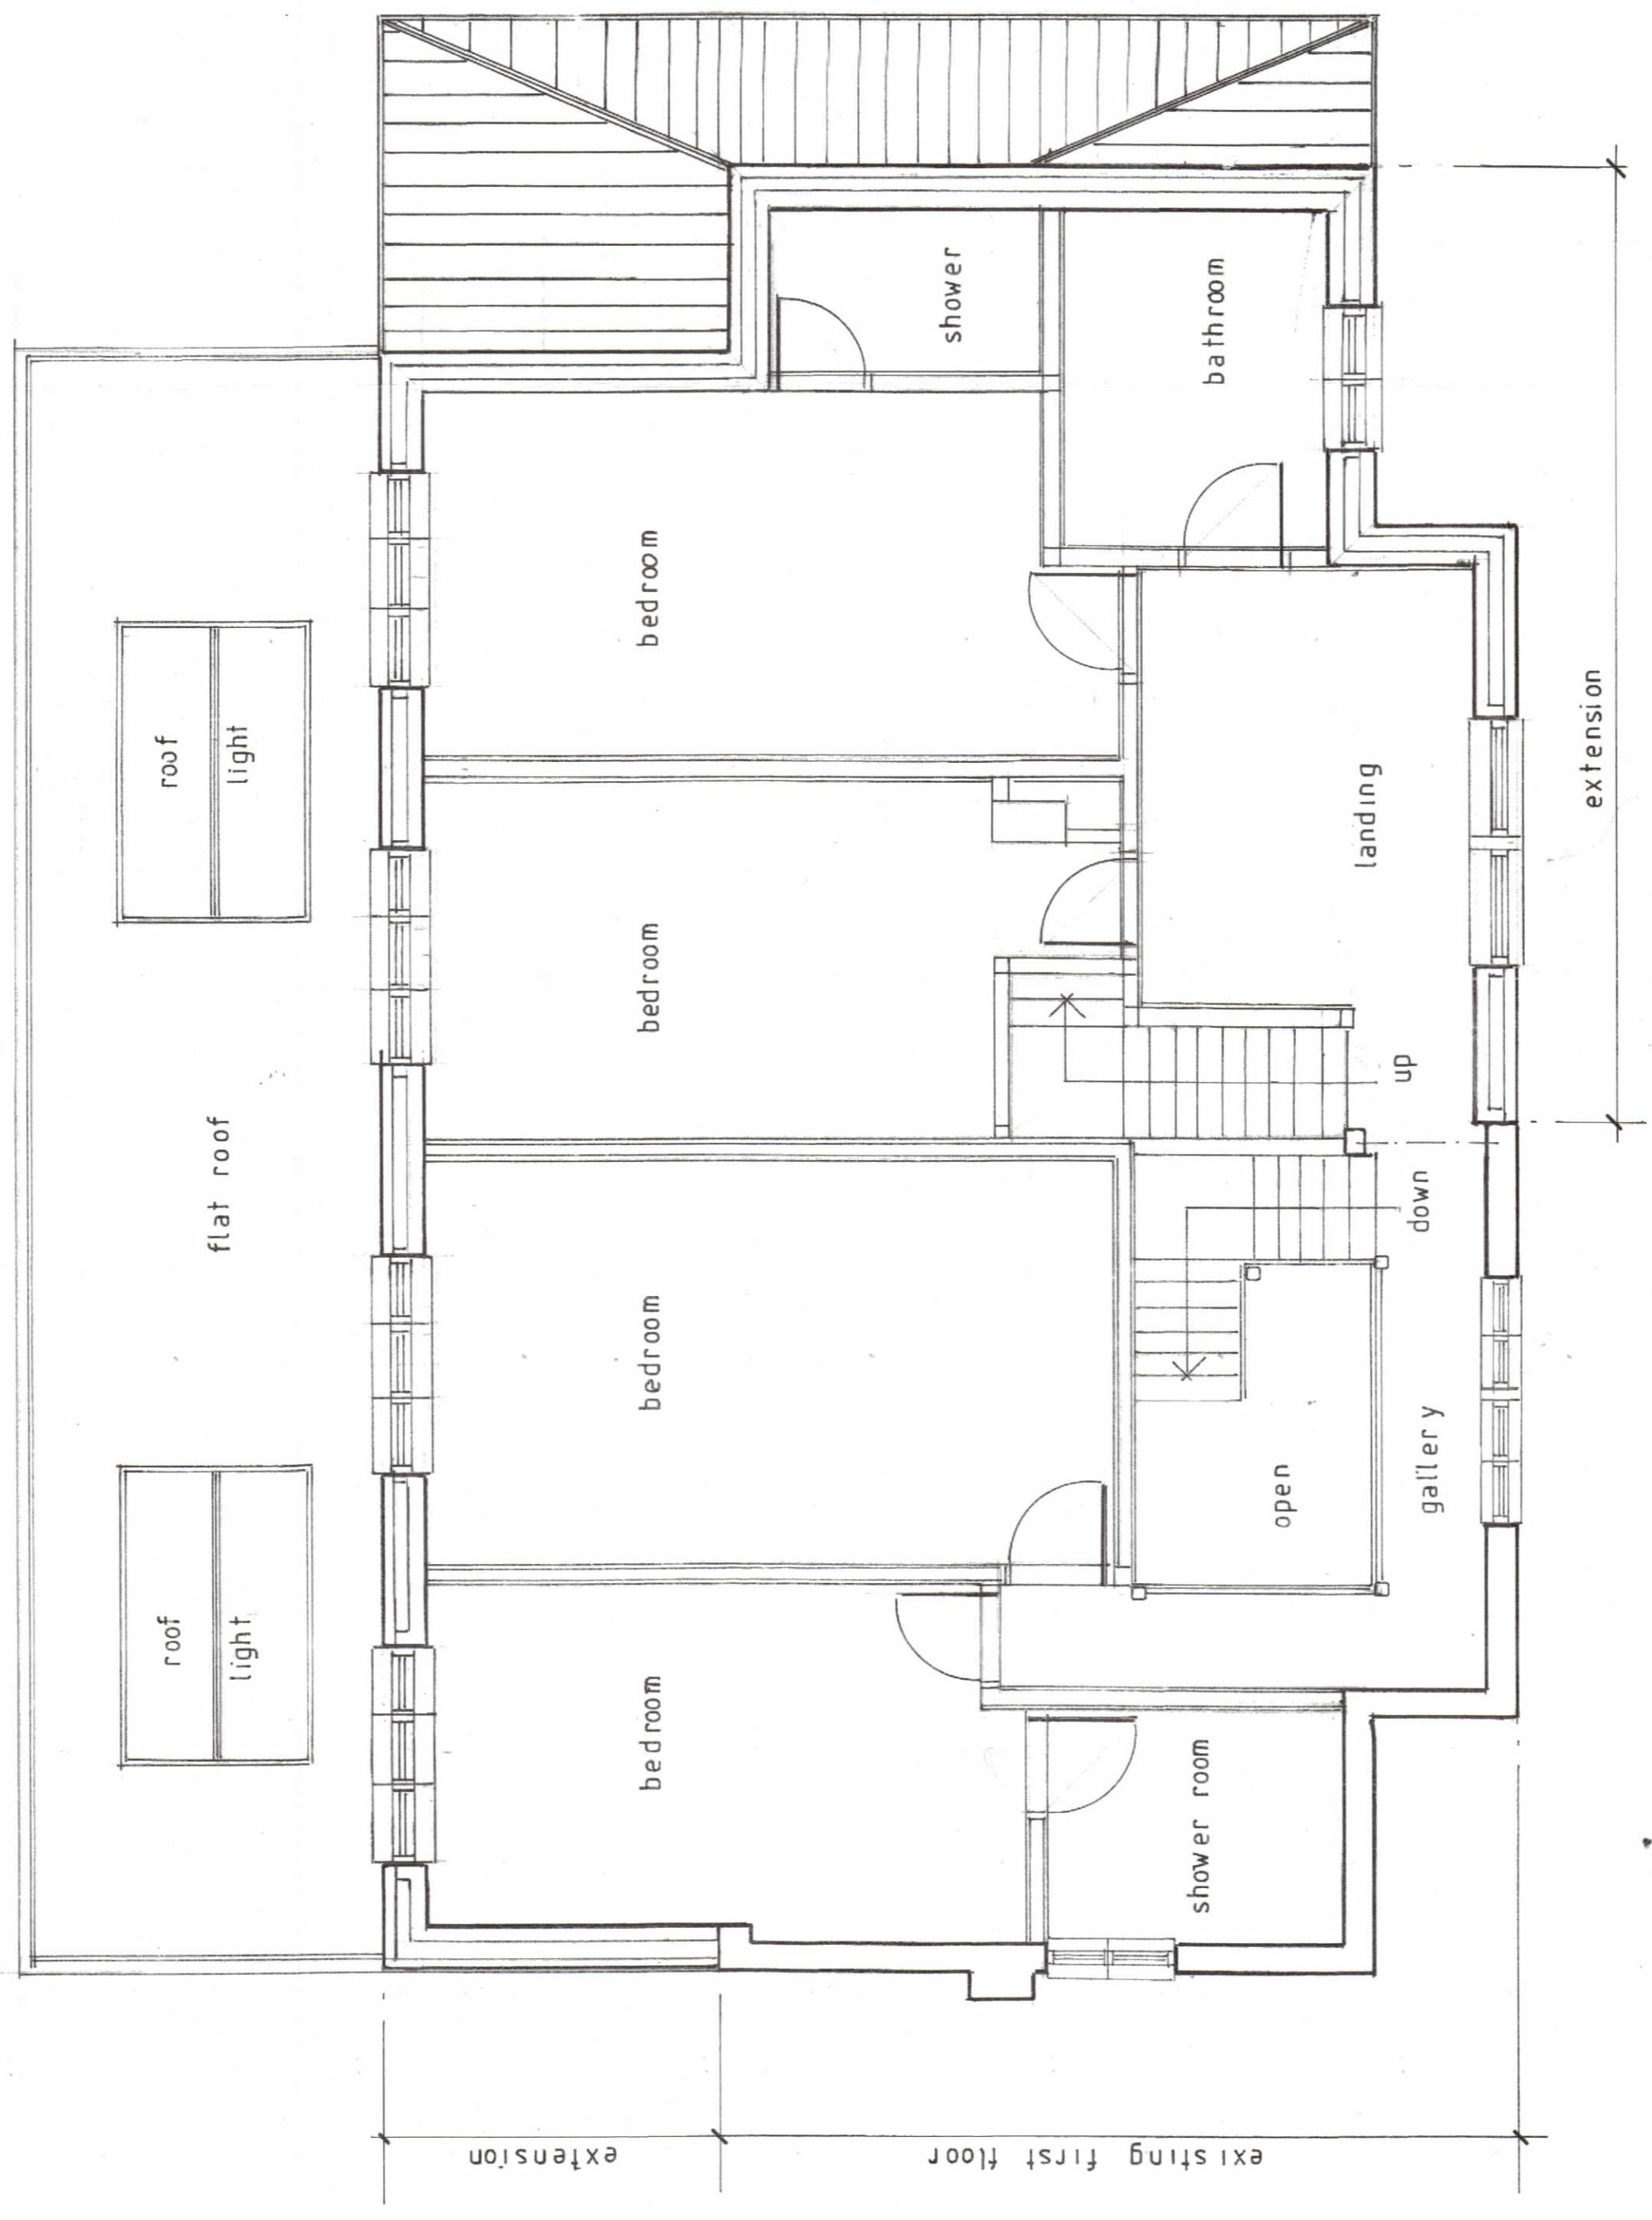 flat roof
roof
light
roof
light
bedroom
bedroom
bedroom
bedroom
shower
bathroom
landing
up
down
open
gallery
shower room
extension
extension
existing first floor